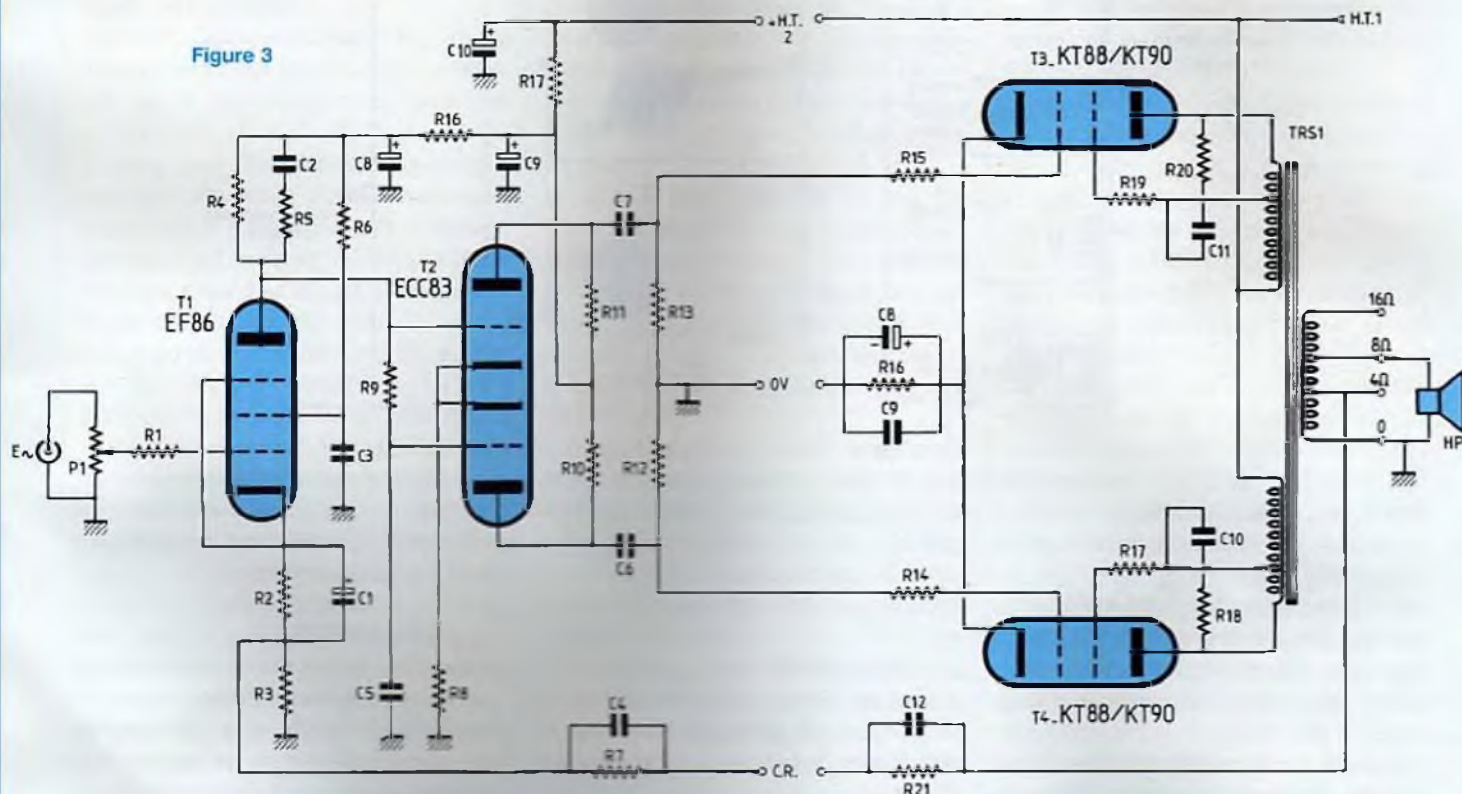 Figure 3
C10
+
+H.T.
2
H.T.1
R17
T3_KT88/KT90
R16
TRS1
C2
C8
+
C9
+
R4
R5
R6
R15
R20
R19
C7
C11
T2
ECC83
T1
EF86
R11
R13
16Ω
8Ω
4Ω
0
C8
- +
R9
R16
0V
E~
P1
R1
C3
C9
HP
R10
R12
C10
R17
C6
R14
R2
C1
+
R18
R3
C5
R8
C4
C12
T4_KT88/KT90
R7
C.R.
R21